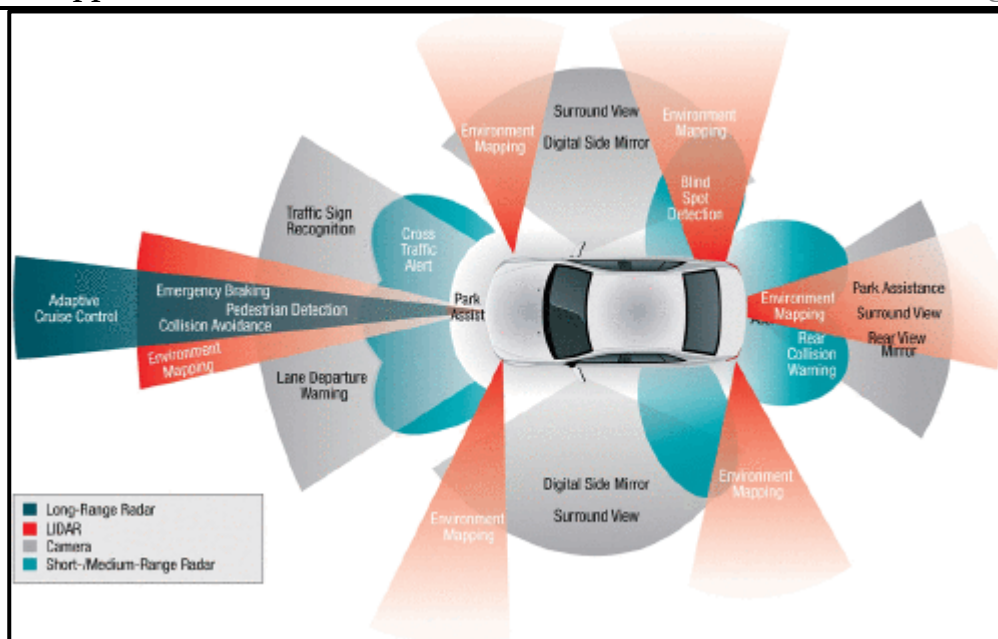 Surround View
Digital Side Mirror
Environment
Mapping
Environment
Mapping
Blind
Spot
Detection
Traffic Sign
Recognition
Cross
Traffic
Alert
Adaptive
Cruise Control
Emergency Braking
Pedestrian Detection
Collision Avoidance
Environment
Mapping
Park
Assist
Lane Departure
Warning
Environment
Mapping
Rear
Collision
Warning
Park Assistance
Surround View
Rear View
Mirror
Digital Side Mirror
Surround View
Environment
Mapping
Environment
Mapping
Long-Range Radar
LIDAR
Camera
Short-/Medium-Range Radar